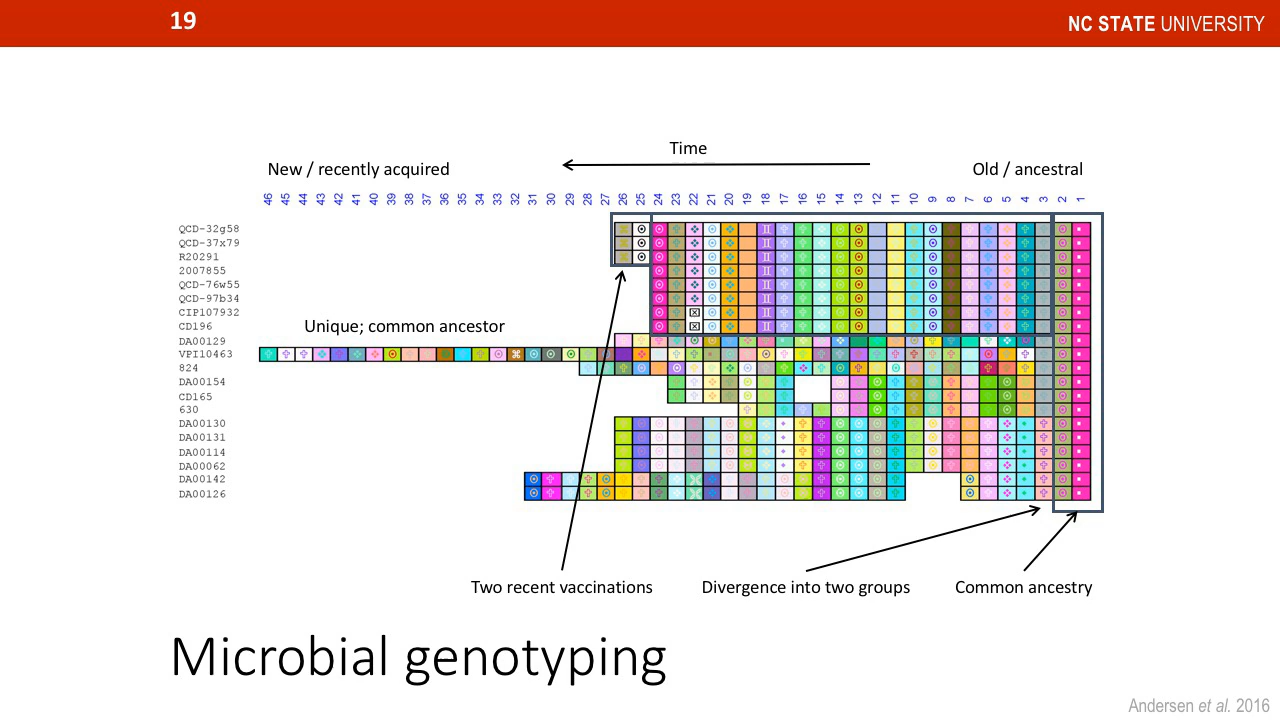 19
NC STATE UNIVERSITY
Time
New / recently acquired
Old / ancestral
46 45 44 43 42 41 40 39 38 37 36 35 34 33 32 31 30 29 28 27 26 25 24 23 22 21 20 19 18 17 16 15 14 13 12 11 10 9 8 7 6 5 4 3 2 1
QCD-32g58
QCD-37x79
R20291
2007855
QCD-76w55
QCD-97b34
CIP107932
CD196
Unique; common ancestor
DA00129
VPI10463
824
DA00154
CD165
630
DA00130
DA00131
DA00114
DA00062
DA00142
DA00126
Two recent vaccinations
Divergence into two groups
Common ancestry
Microbial genotyping
Andersen et al. 2016